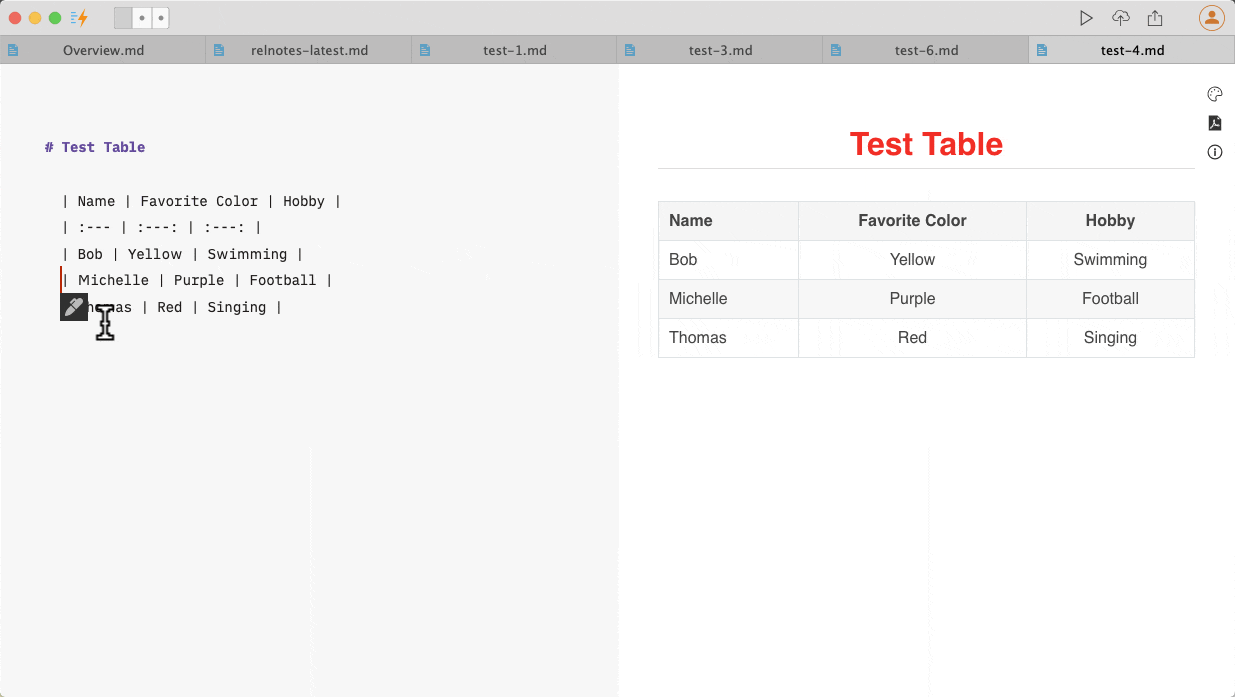 Overview.md relnotes-latest.md test-1.md test-3.md test-6.md test-4.md
# Test Table
| Name | Favorite Color | Hobby |
| :--- | :---: | :---: |
| Bob | Yellow | Swimming |
| Michelle | Purple | Football |
| Red | Singing |
Test Table
Name Favorite Color Hobby
Bob Yellow Swimming
Michelle Purple Football
Thomas Red Singing